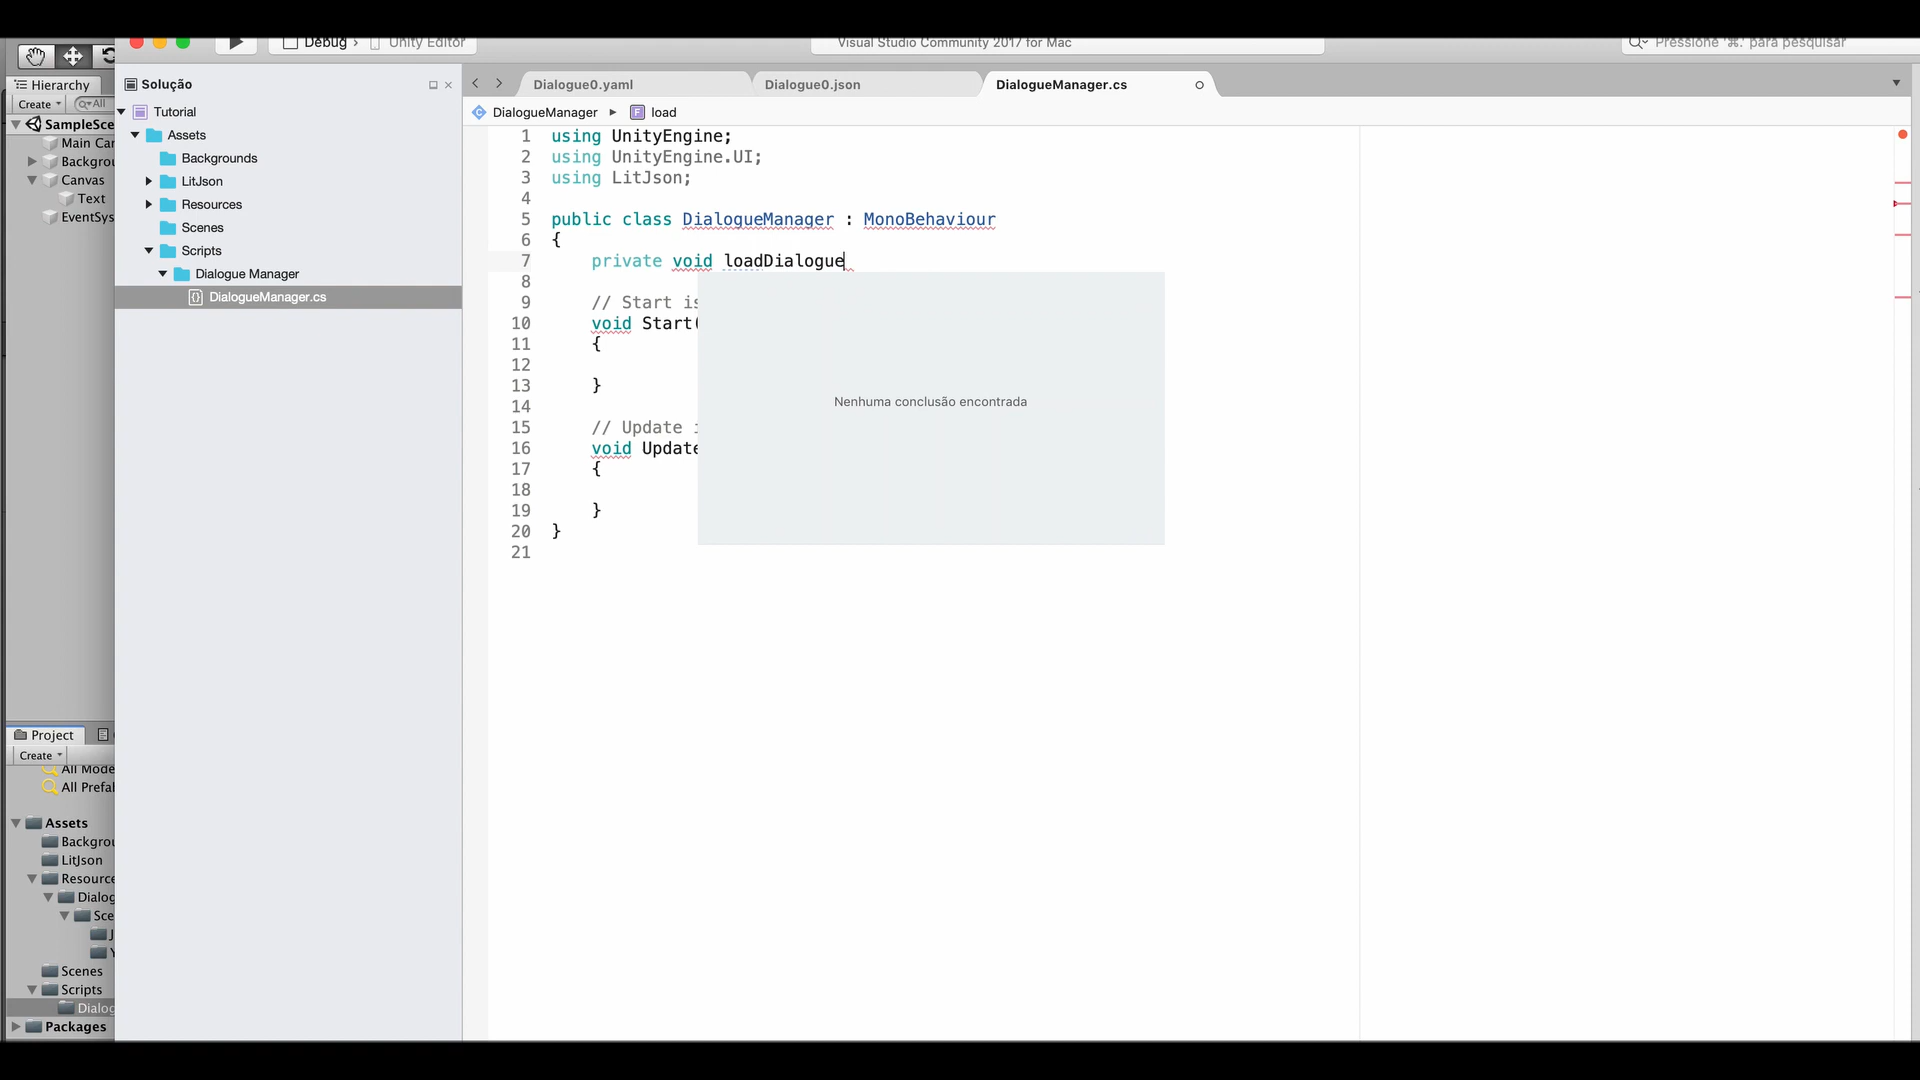 Debug › Unity Editor
Visual Studio Community 2017 for Mac
Pressione '⌘.' para pesquisar
Hierarchy
Create
All
SampleSce
Main Car
Backgrou
Canvas
Text
EventSys
Solução
Tutorial
Assets
Backgrounds
LitJson
Resources
Scenes
Scripts
Dialogue Manager
DialogueManager.cs
Dialogue0.yaml
Dialogue0.json
DialogueManager.cs
DialogueManager
load
1 using UnityEngine;
2 using UnityEngine.UI;
3 using LitJson;
4
5 public class DialogueManager : MonoBehaviour
6 {
7 private void loadDialogue
8
9 // Start is
10 void Start(
11 {
12
13 }
14
15 // Update i
16 void Update
17 {
18
19 }
20 }
21
Nenhuma conclusão encontrada
Project
Create
All Mode
All Prefal
Assets
Backgrou
LitJson
Resource
Dialog
Sce
J
Y
Scenes
Scripts
Dialog
Packages